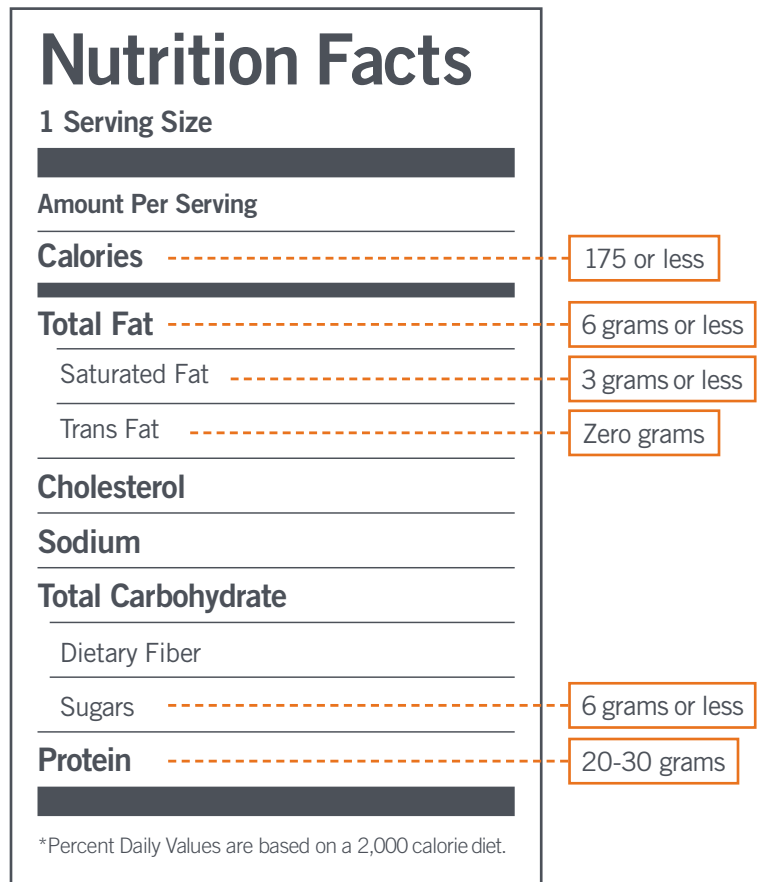 Nutrition Facts
1 Serving Size
Amount Per Serving
Calories 175 or less
Total Fat 6 grams or less
Saturated Fat 3 grams or less
Trans Fat Zero grams
Cholesterol
Sodium
Total Carbohydrate
Dietary Fiber
Sugars 6 grams or less
Protein 20-30 grams
*Percent Daily Values are based on a 2,000 calorie diet.